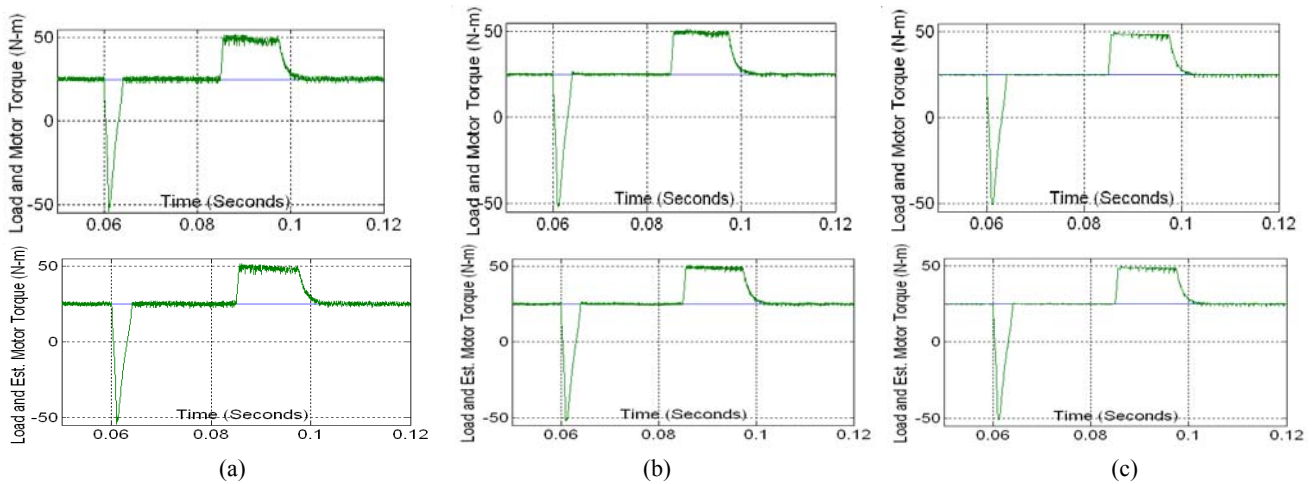 Load and Motor Torque (N-m)
50
0
-50
Time (Seconds)
0.06
0.08
0.1
0.12
Load and Motor Torque (N-m)
50
0
-50
Time (Seconds)
0.06
0.08
0.1
0.12
Load and Motor Torque (N-m)
50
0
-50
Time (Seconds)
0.06
0.08
0.1
0.12
Load and Est. Motor Torque (N-m)
50
0
-50
Time (Seconds)
0.06
0.08
0.1
0.12
Load and Est. Motor Torque (N-m)
50
0
-50
Time (Seconds)
0.06
0.08
0.1
0.12
Load and Est. Motor Torque (N-m)
50
0
-50
Time (Seconds)
0.06
0.08
0.1
0.12
(a)
(b)
(c)